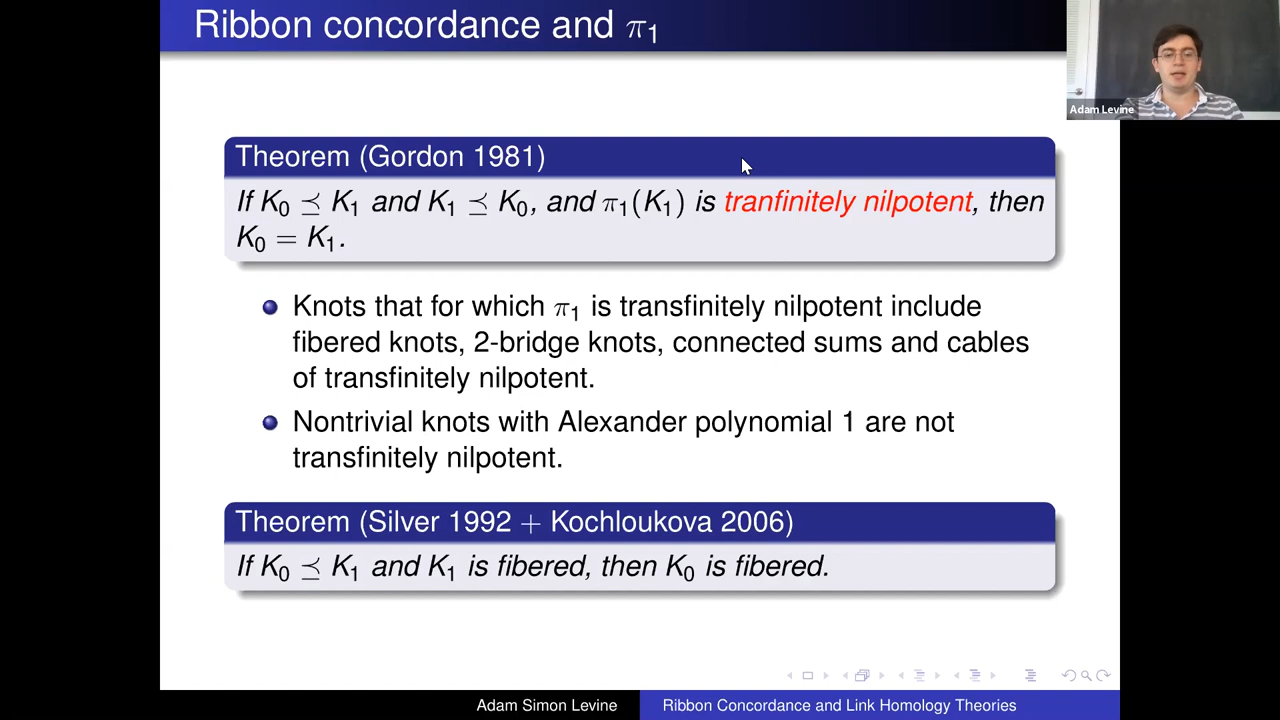 Ribbon concordance and π₁
Adam Levine
Theorem (Gordon 1981)
If K₀ ⪯ K₁ and K₁ ⪯ K₀, and π₁(K₁) is tranfinitely nilpotent, then
K₀ = K₁.
Knots that for which π₁ is transfinitely nilpotent include
fibered knots, 2-bridge knots, connected sums and cables
of transfinitely nilpotent.
Nontrivial knots with Alexander polynomial 1 are not
transfinitely nilpotent.
Theorem (Silver 1992 + Kochloukova 2006)
If K₀ ⪯ K₁ and K₁ is fibered, then K₀ is fibered.
Adam Simon Levine
Ribbon Concordance and Link Homology Theories